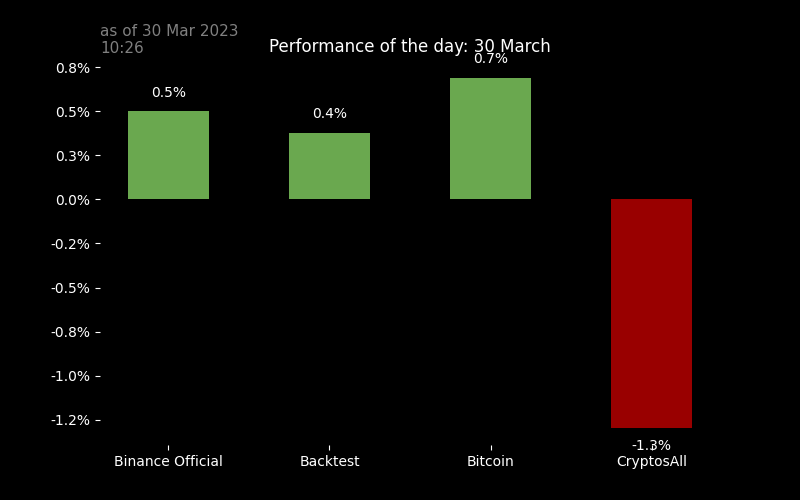 as of 30 Mar 2023
10:26
Performance of the day: 30 March
0.8%
0.5%
0.3%
0.0%
-0.2%
-0.5%
-0.8%
-1.0%
-1.2%
0.5%
0.4%
0.7%
-1.3%
Binance Official
Backtest
Bitcoin
CryptosAll